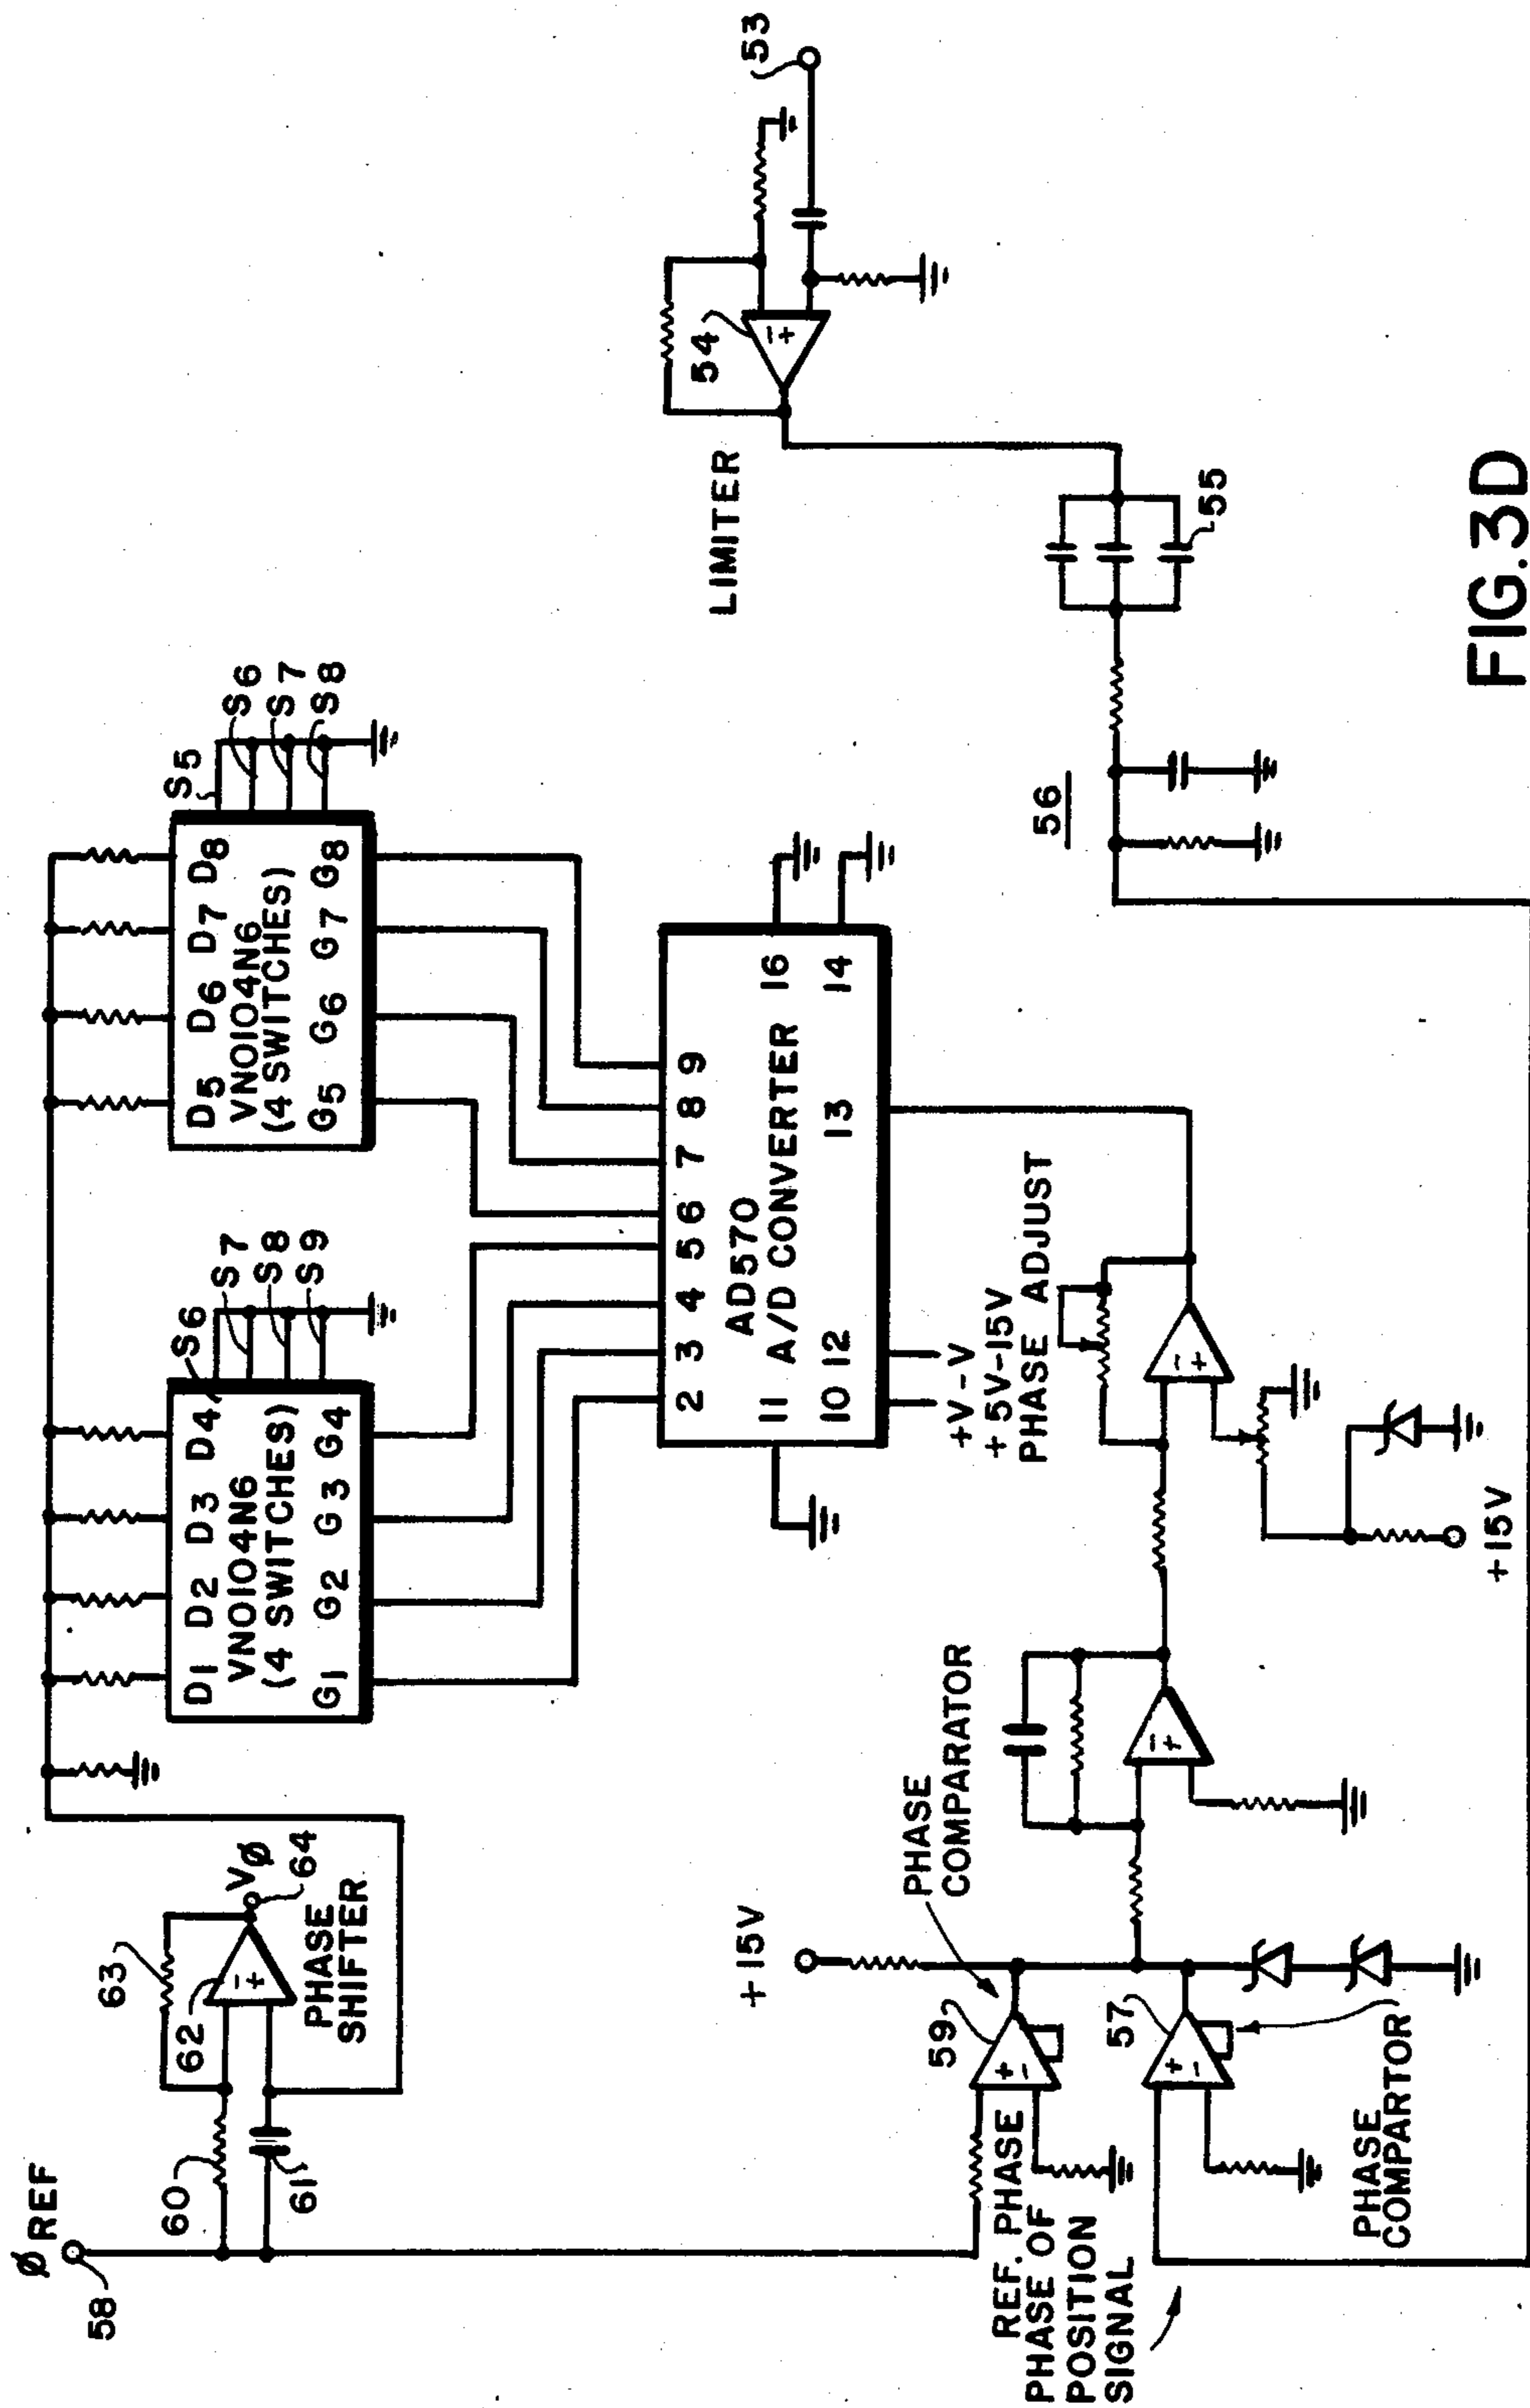 Ø REF
58
60
61
62
63
VØ
64
PHASE
SHIFTER
D1 D2 D3 D4
VN0104N6
(4 SWITCHES)
G1 G2 G3 G4
S6
S7
S8
S9
D5 D6 D7 D8
VN0104N6
(4 SWITCHES)
G5 G6 G7 G8
S5
S6
S7
S8
2 3 4 5 6 7 8 9
AD570
11 A/D CONVERTER 16
10 12 13 14
+V -V
+5V-15V
PHASE ADJUST
LIMITER
54
53
55
56
+15V
PHASE
COMPARATOR
59
57
REF. PHASE
PHASE OF
POSITION
SIGNAL
PHASE
COMPARTOR
+15V
FIG. 3D